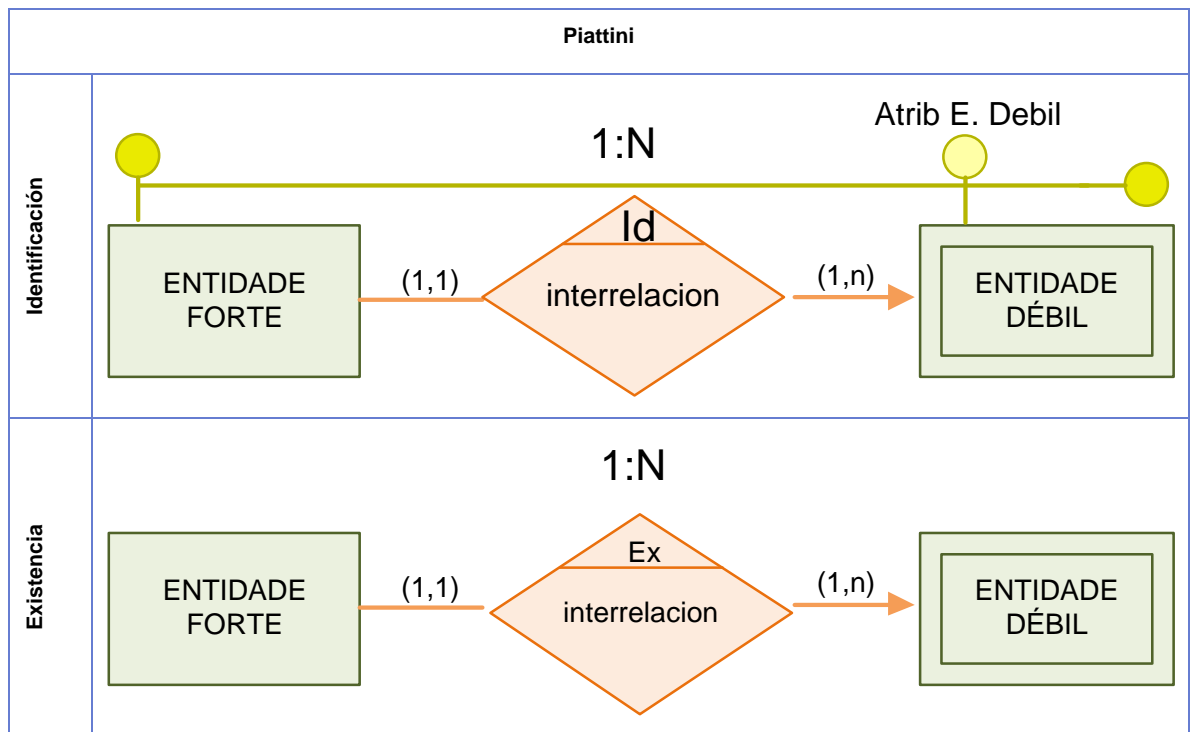 Piattini
Identificación
Atrib E. Debil
1:N
Id
ENTIDADE
FORTE
(1,1)
interrelacion
(1,n)
ENTIDADE
DÉBIL
Existencia
1:N
Ex
ENTIDADE
FORTE
(1,1)
interrelacion
(1,n)
ENTIDADE
DÉBIL